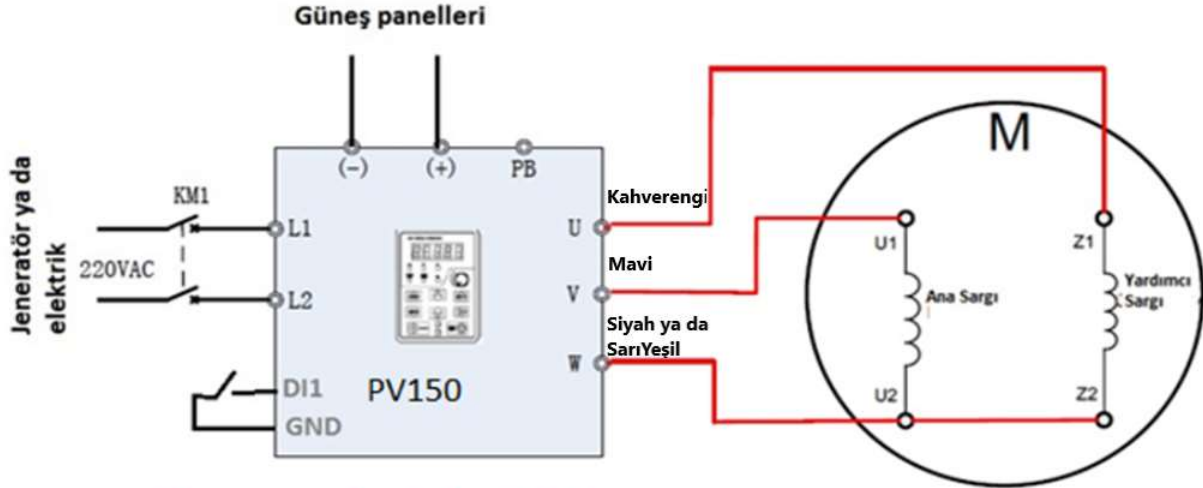 Güneş panelleri
(-)
(+)
PB
Jeneratör ya da
elektrik
KM1
220VAC
L1
L2
DI1
GND
PV150
U
V
W
Kahverengi
Mavi
Siyah ya da
SarıYeşil
M
U1
Z1
Ana Sargı
Yardımcı
Sargı
U2
Z2